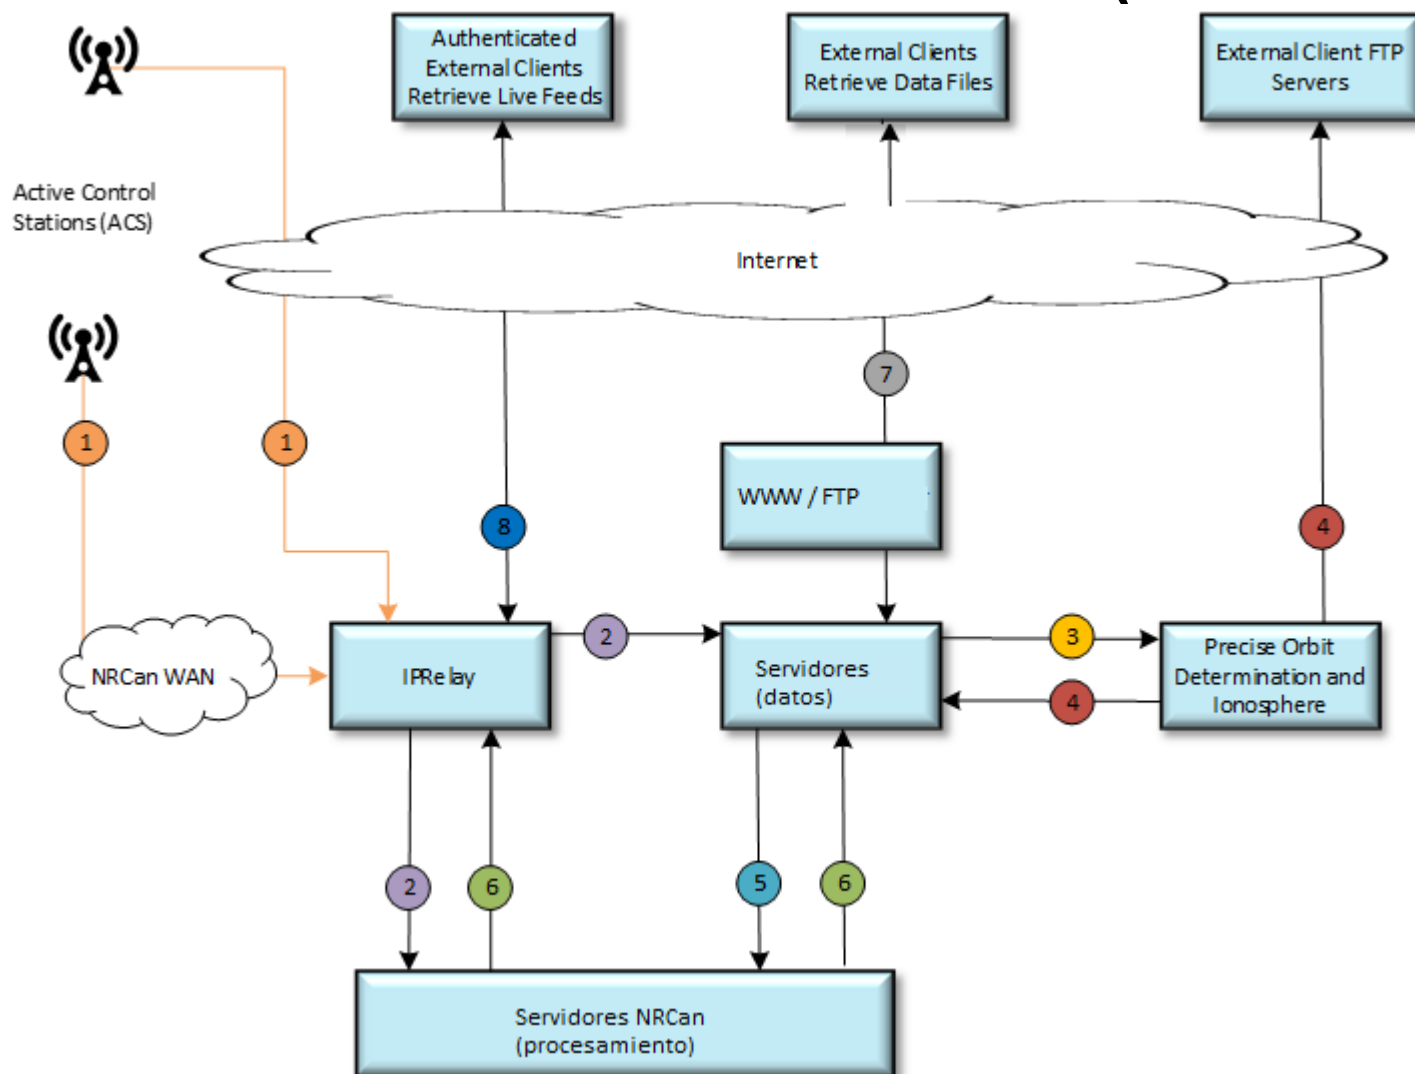 Authenticated
External Clients
Retrieve Live Feeds
External Clients
Retrieve Data Files
External Client FTP
Servers
Active Control
Stations (ACS)
Internet
7
1
1
WWW / FTP
8
4
NRCan WAN
IPRelay
2
Servidores
(datos)
3
4
Precise Orbit
Determination and
Ionosphere
2
6
5
6
Servidores NRCan
(procesamiento)